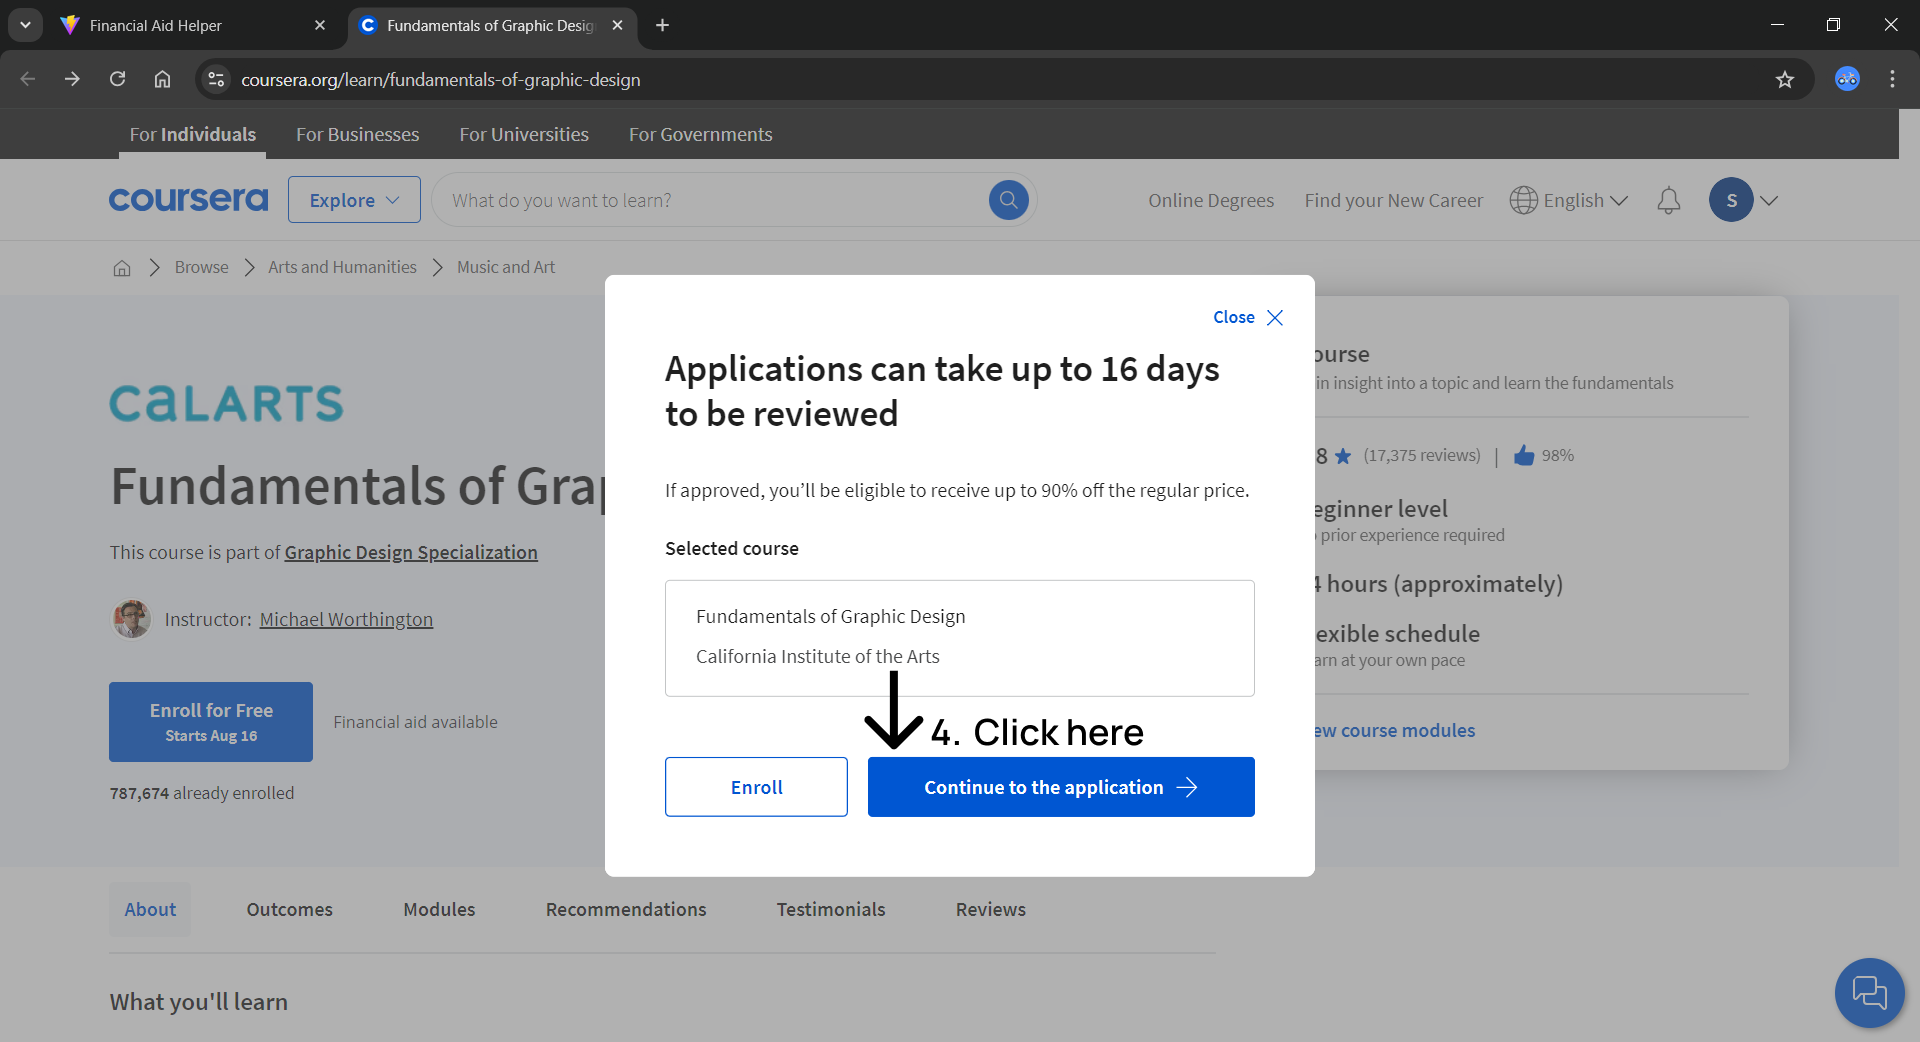 Financial Aid Helper
Fundamentals of Graphic Desig
coursera.org/learn/fundamentals-of-graphic-design
For Individuals
For Businesses
For Universities
For Governments
coursera
Explore
What do you want to learn?
Online Degrees
Find your New Career
English
S
Browse
Arts and Humanities
Music and Art
CALARTS
Fundamentals of Grap
This course is part of Graphic Design Specialization
Instructor: Michael Worthington
Enroll for Free
Starts Aug 16
Financial aid available
787,674 already enrolled
Close
Applications can take up to 16 days
to be reviewed
If approved, you’ll be eligible to receive up to 90% off the regular price.
Selected course
Fundamentals of Graphic Design
California Institute of the Arts
4. Click here
Enroll
Continue to the application
ourse
in insight into a topic and learn the fundamentals
8
(17,375 reviews)
|
98%
eginner level
prior experience required
4 hours (approximately)
exible schedule
arn at your own pace
ew course modules
About
Outcomes
Modules
Recommendations
Testimonials
Reviews
What you'll learn